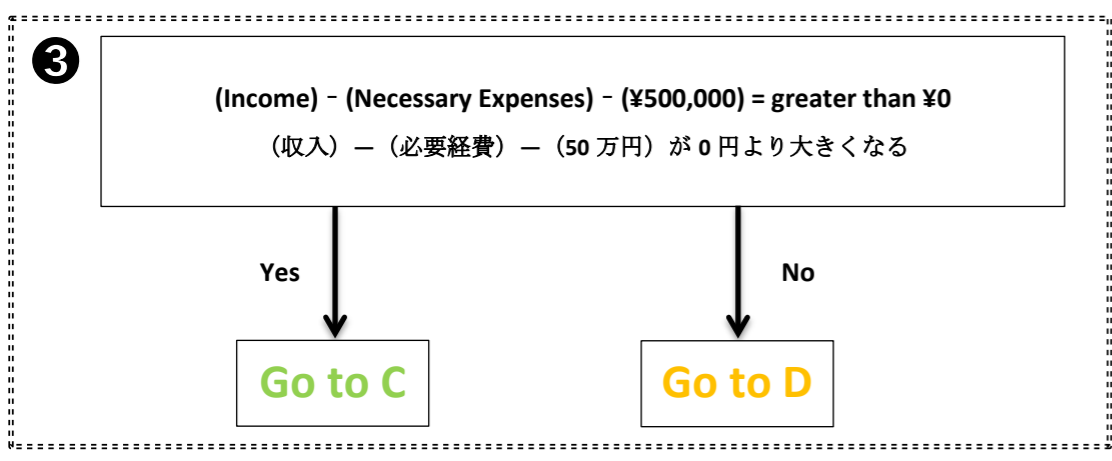 ❸
(Income) – (Necessary Expenses) – (¥500,000) = greater than ¥0
（収入）―（必要経費）―（50 万円）が 0 円より大きくなる
Yes
No
Go to C
Go to D